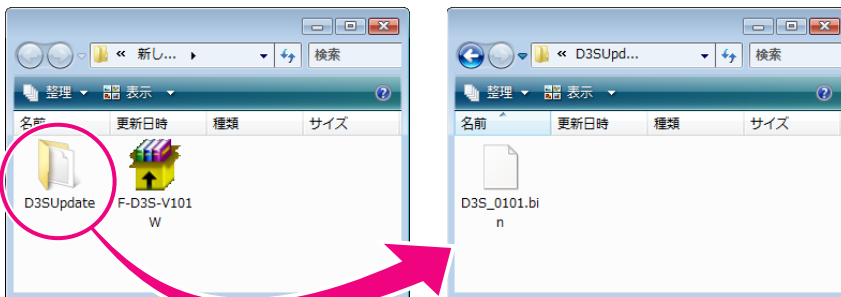 « 新し...
検索
整理 表示
名前 更新日時 種類 サイズ
D3SUpdate
F-D3S-V101
W
« D3SUpd...
検索
整理 表示
名前 更新日時 種類 サイズ
D3S_0101.bi
n